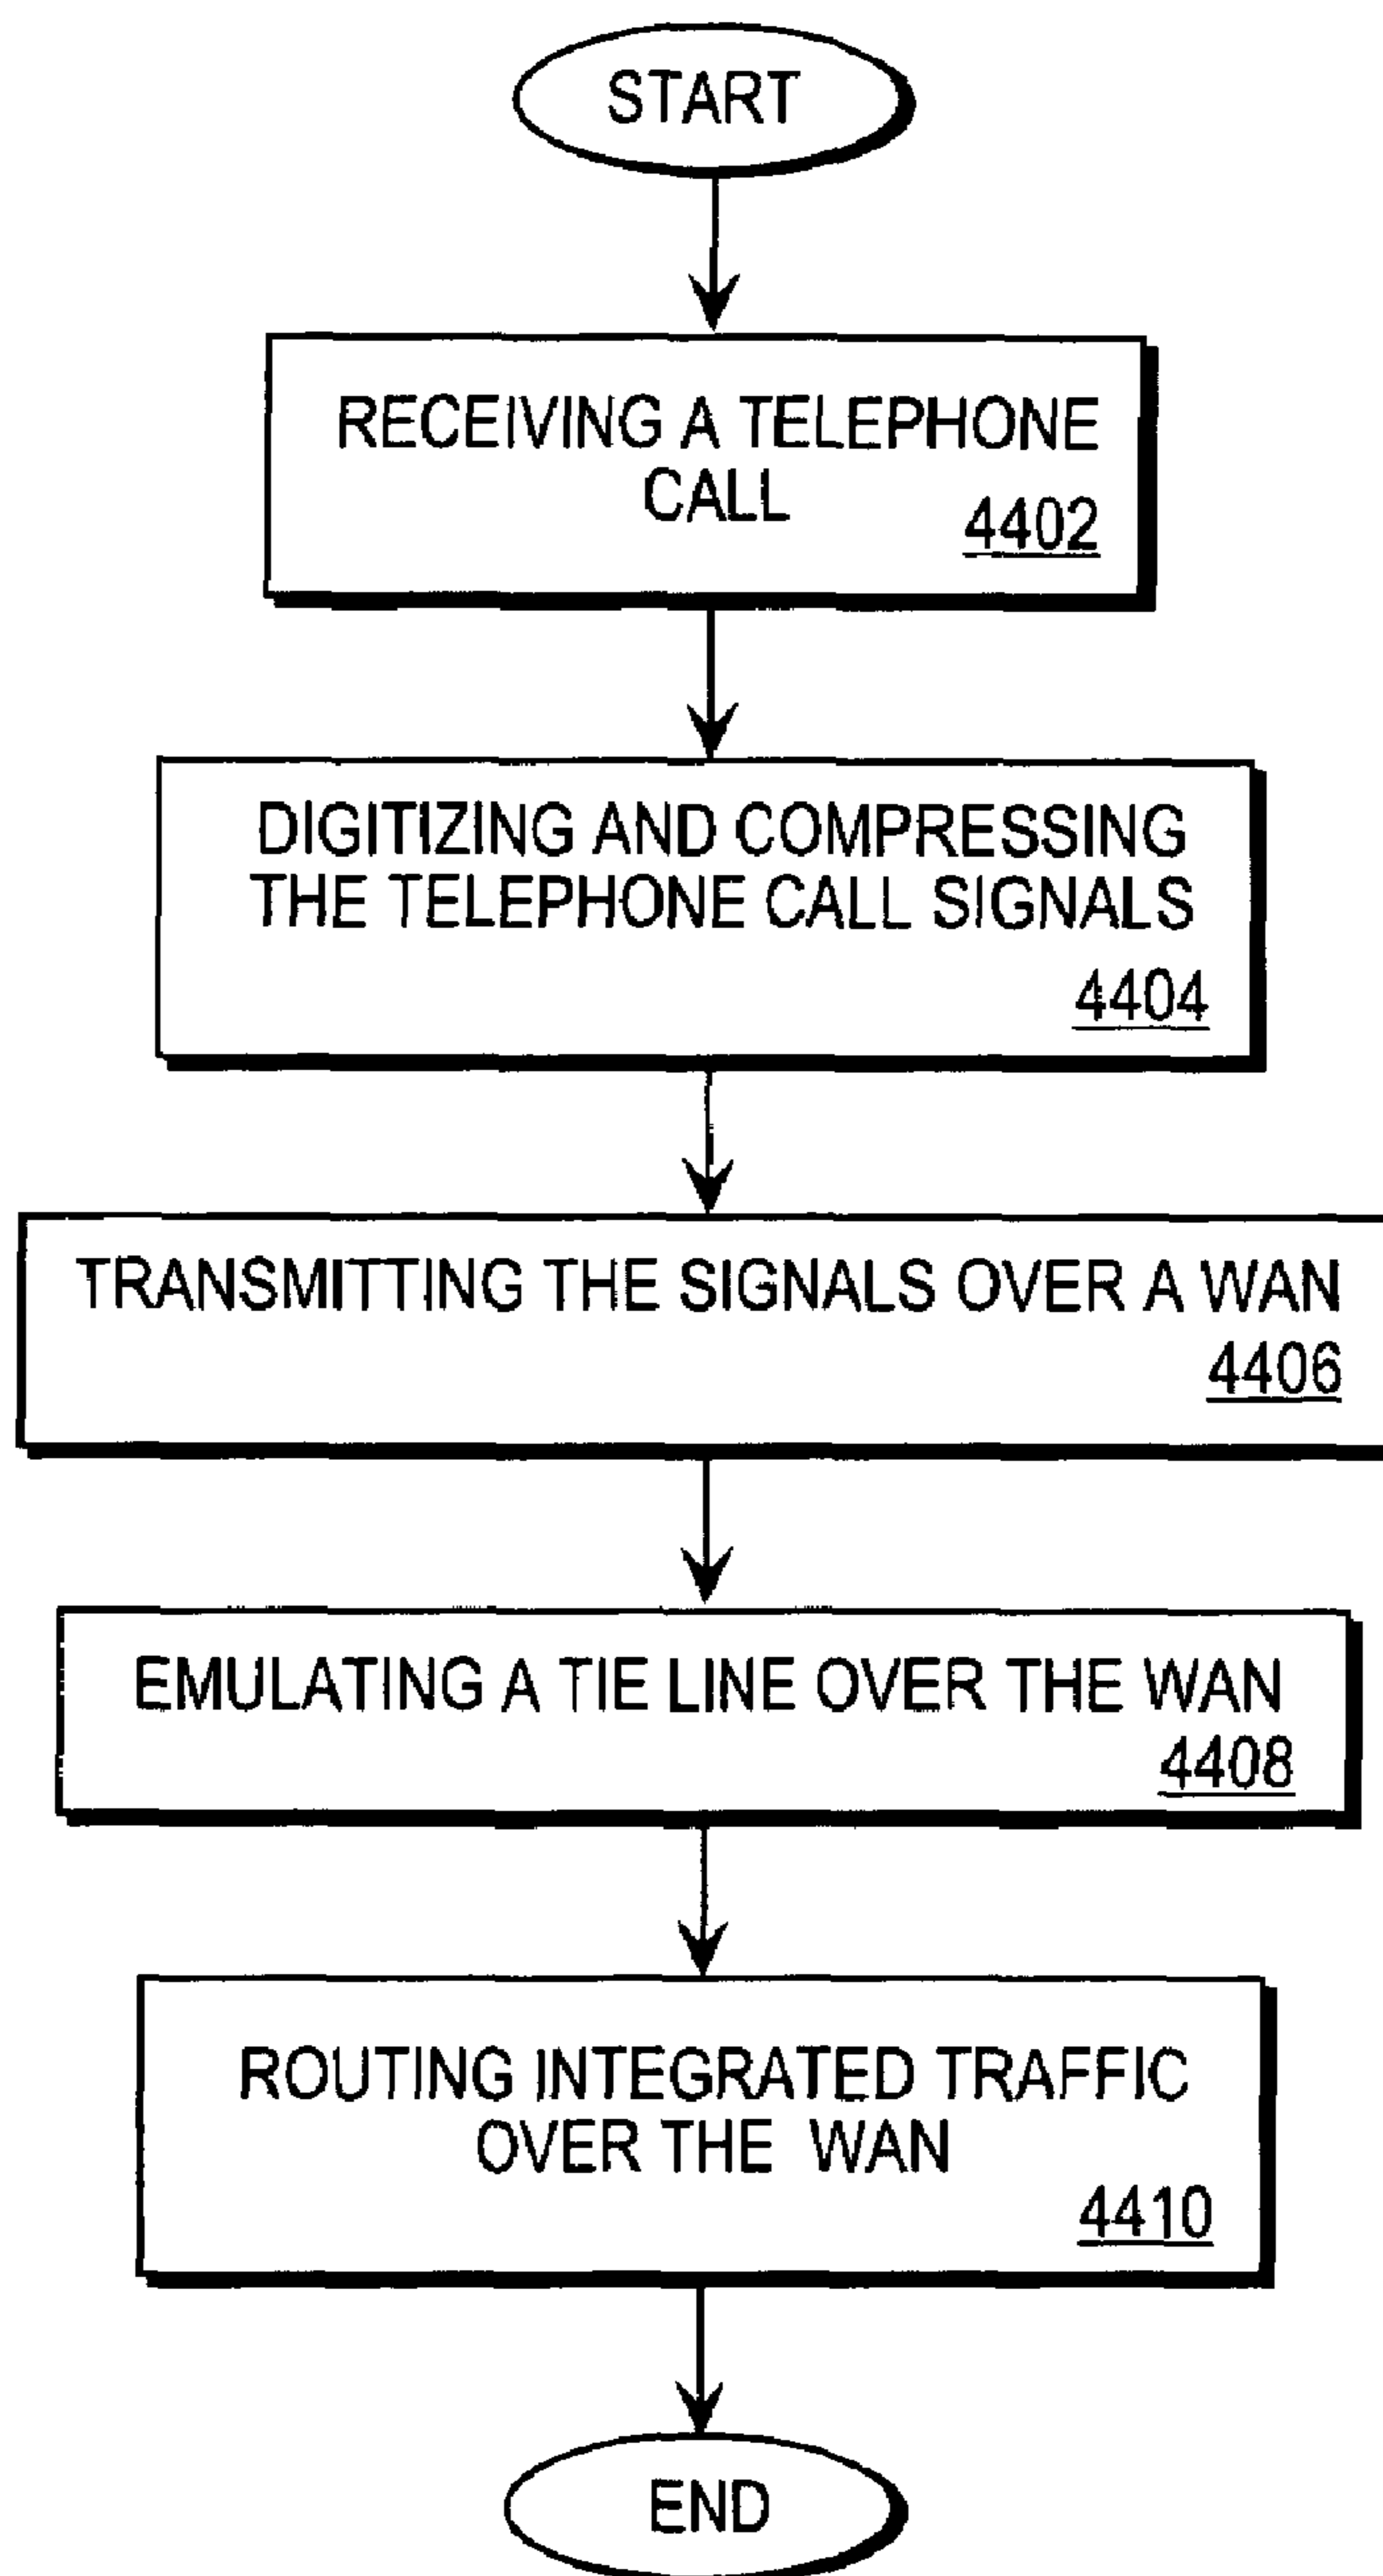 START
RECEIVING A TELEPHONE
CALL
4402
DIGITIZING AND COMPRESSING
THE TELEPHONE CALL SIGNALS
4404
TRANSMITTING THE SIGNALS OVER A WAN
4406
EMULATING A TIE LINE OVER THE WAN
4408
ROUTING INTEGRATED TRAFFIC
OVER THE WAN
4410
END